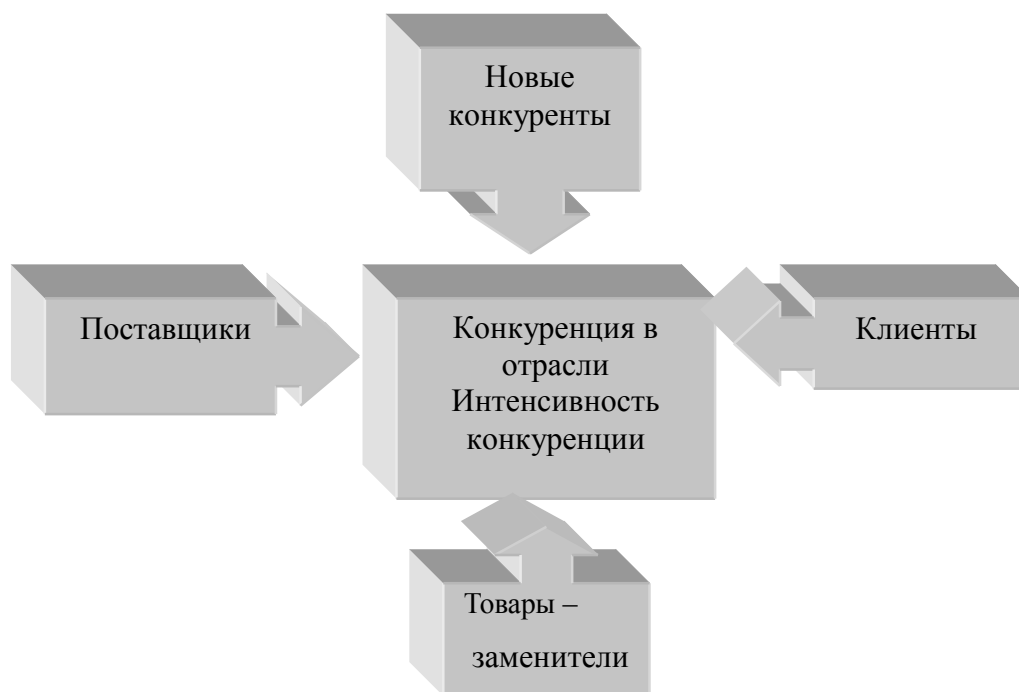 Новые
конкуренты
Поставщики
Конкуренция в
отрасли
Интенсивность
конкуренции
Клиенты
Товары –
заменители